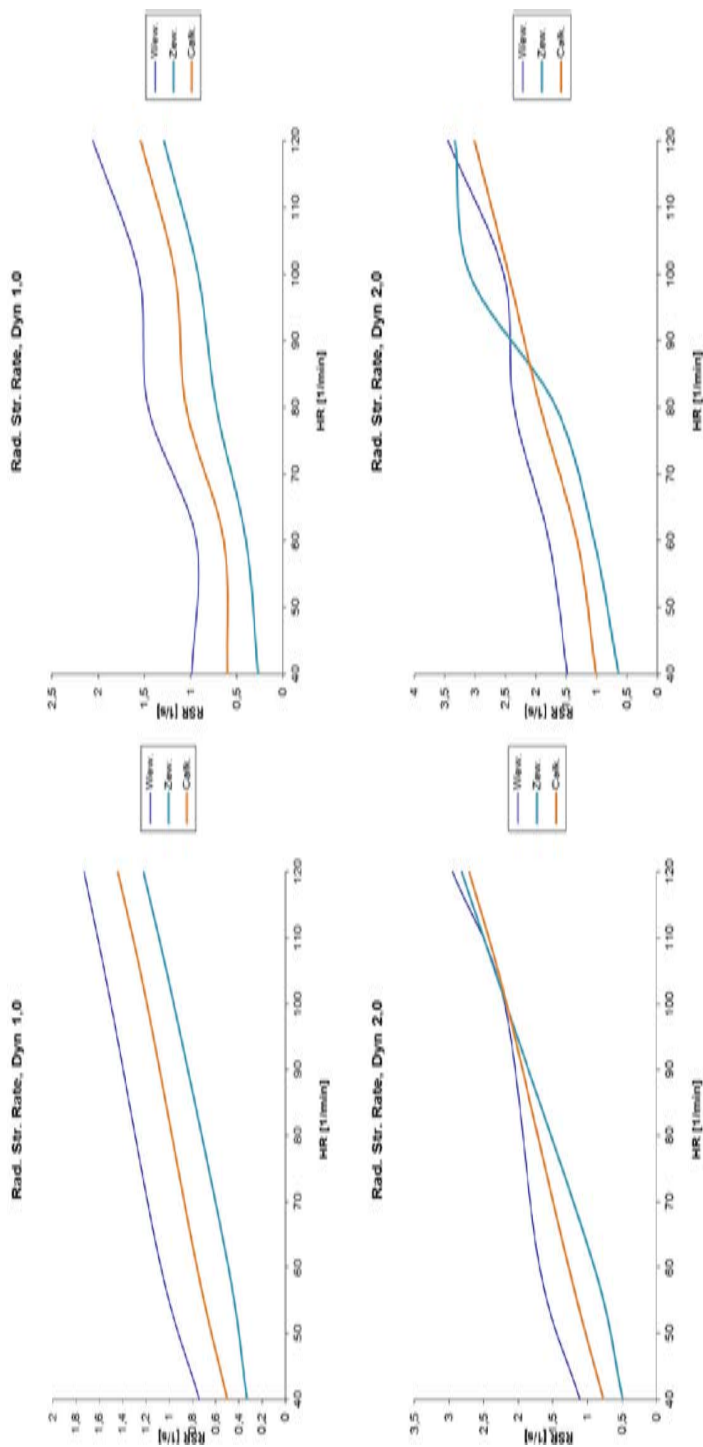 Rad. Str. Rate, Dyn 1,0
2
1,8
1,6
1,4
1,2
1
0,8
0,6
0,4
0,2
0
RSR [1/s]
40 50 60 70 80 90 100 110 120
HR [1/min]
Wew.
Zew.
Calk.
Rad. Str. Rate, Dyn 1,0
2,5
2
1,5
1
0,5
0
RSR [1/s]
40 50 60 70 80 90 100 110 120
HR [1/min]
Wew.
Zew.
Calk.
Rad. Str. Rate, Dyn 2,0
3,5
3
2,5
2
1,5
1
0,5
0
RSR [1/s]
40 50 60 70 80 90 100 110 120
HR [1/min]
Wew.
Zew.
Calk.
Rad. Str. Rate, Dyn 2,0
4
3,5
3
2,5
2
1,5
1
0,5
0
RSR [1/s]
40 50 60 70 80 90 100 110 120
HR [1/min]
Wew.
Zew.
Calk.